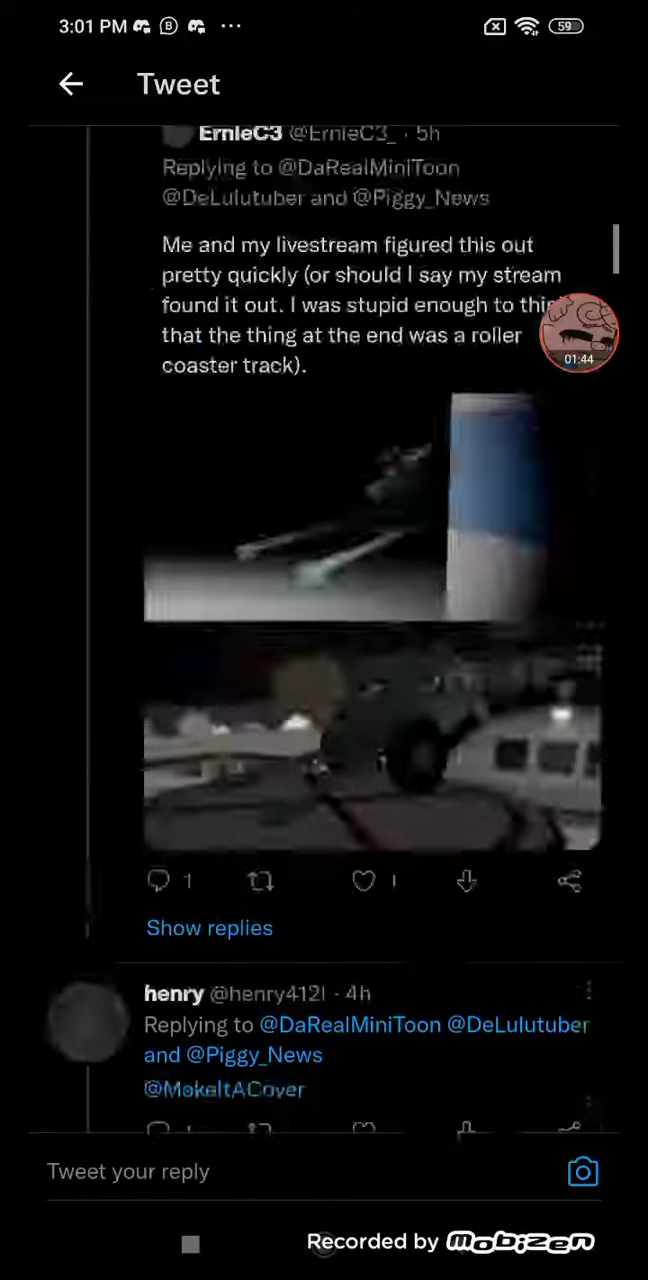 3:01 PM
59
Tweet
ErnieC3 @ErnieC3_ · 5h
Replying to @DaRealMiniToon
@DeLulutuber and @Piggy_News
Me and my livestream figured this out
pretty quickly (or should I say my stream
found it out. I was stupid enough to
that the thing at the end was a roller
coaster track).
01:44
1
1
Show replies
henry @henry412l · 4h
Replying to @DaRealMiniToon @DeLulutuber
and @Piggy_News
@MokeItACover
Tweet your reply
Recorded by mobizen